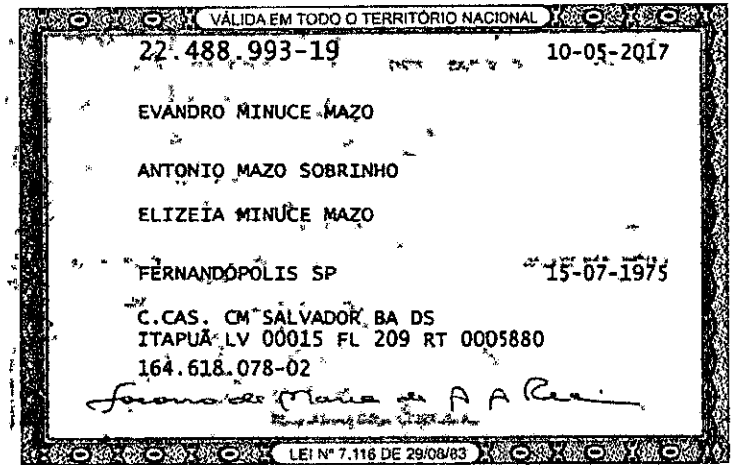 VÁLIDA EM TODO O TERRITÓRIO NACIONAL
22.488.993-19 10-05-2017
EVANDRO MINUCE MAZO
ANTONIO MAZO SOBRINHO
ELIZEIA MINUCE MAZO
FERNANDÓPOLIS SP 15-07-1975
C.CAS. CM SALVADOR BA DS
ITAPUÃ LV 00015 FL 209 RT 0005880
164.618.078-02
LEI Nº 7.116 DE 29/08/83